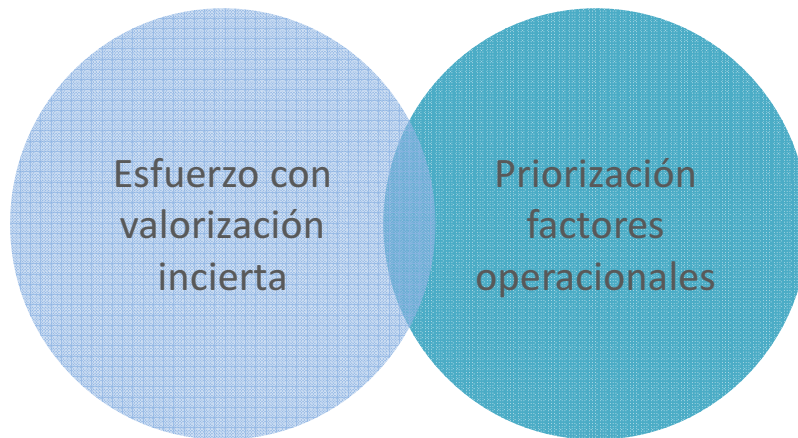 Esfuerzo con
valorización
incierta
Priorización
factores
operacionales